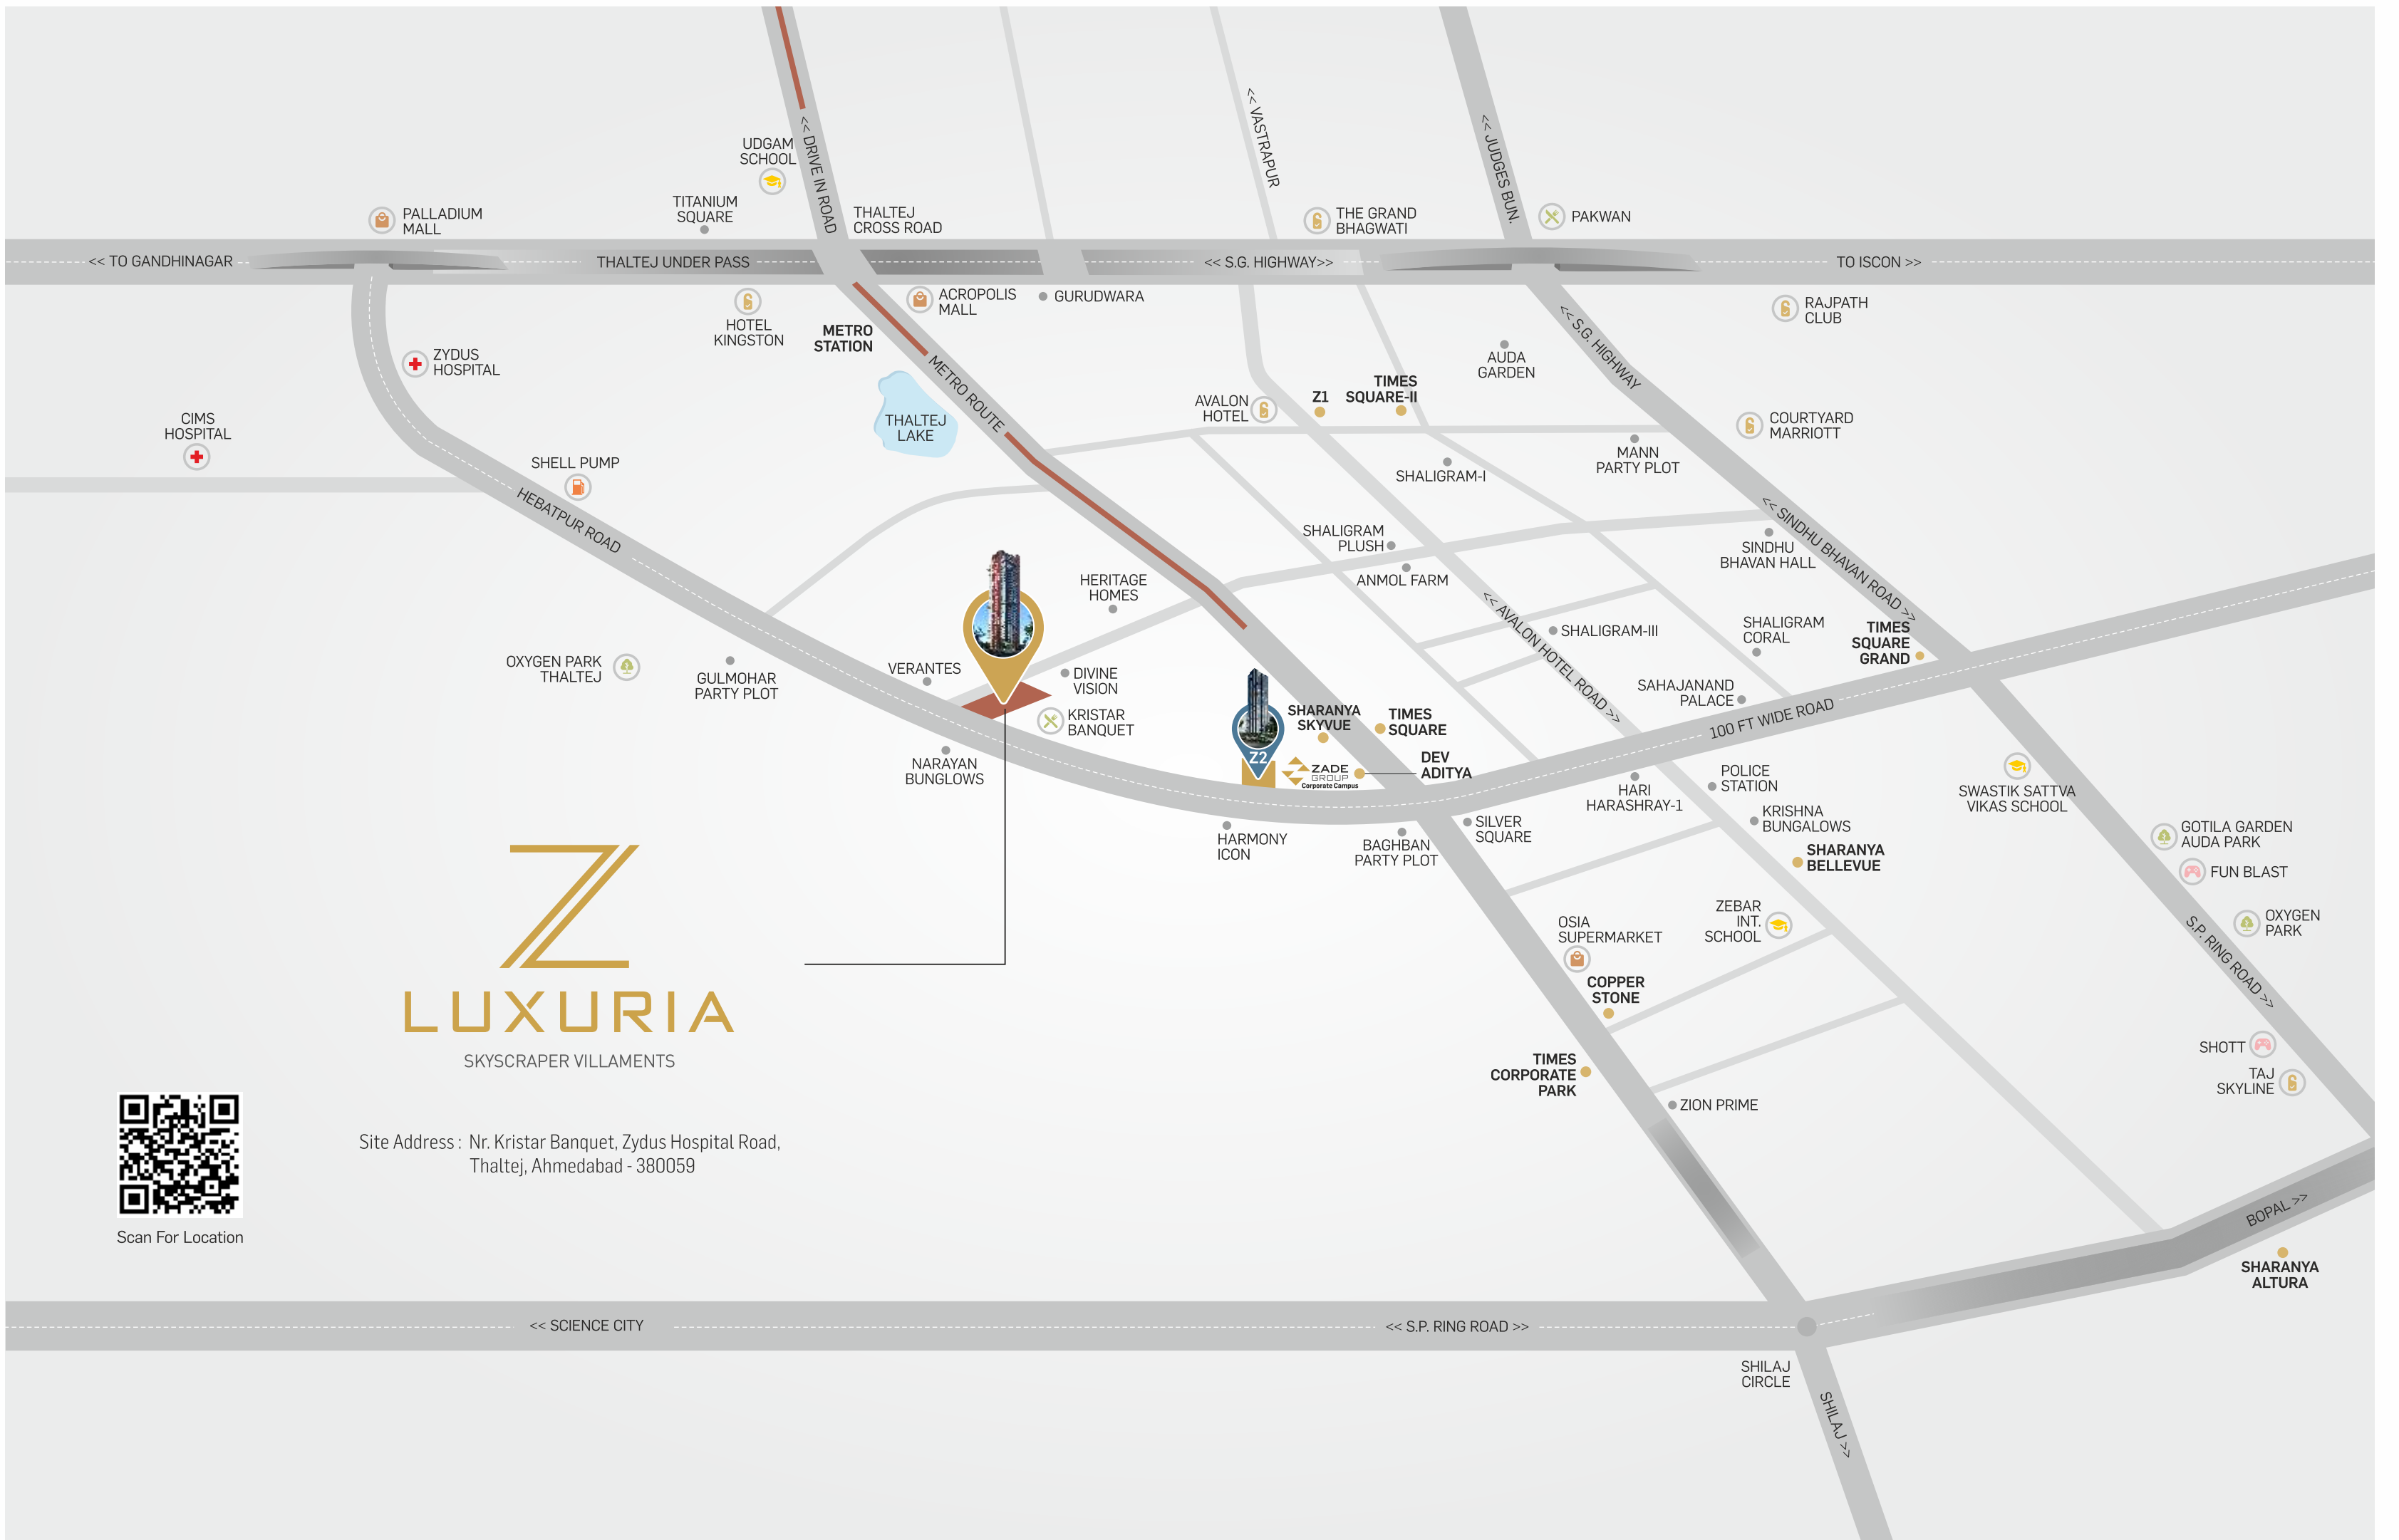 << DRIVE IN ROAD
<< VASTRAPUR
<< JUDGES BUN.
UDGAM
SCHOOL
TITANIUM
SQUARE
THALTEJ
CROSS ROAD
PALLADIUM
MALL
THE GRAND
BHAGWATI
PAKWAN
<< TO GANDHINAGAR
THALTEJ UNDER PASS
<< S.G. HIGHWAY>>
TO ISCON >>
HOTEL
KINGSTON
METRO
STATION
ACROPOLIS
MALL
GURUDWARA
RAJPATH
CLUB
<< S.G. HIGHWAY
ZYDUS
HOSPITAL
METRO ROUTE
AUDA
GARDEN
CIMS
HOSPITAL
THALTEJ
LAKE
AVALON
HOTEL
Z1
TIMES
SQUARE-II
COURTYARD
MARRIOTT
SHELL PUMP
SHALIGRAM-I
MANN
PARTY PLOT
HEBATPUR ROAD
<< SINDHU BHAVAN ROAD >>
SHALIGRAM
PLUSH
SINDHU
BHAVAN HALL
ANMOL FARM
HERITAGE
HOMES
<< AVALON HOTEL ROAD >>
SHALIGRAM-III
SHALIGRAM
CORAL
TIMES
SQUARE
GRAND
OXYGEN PARK
THALTEJ
GULMOHAR
PARTY PLOT
VERANTES
DIVINE
VISION
SAHAJANAND
PALACE
100 FT WIDE ROAD
KRISTAR
BANQUET
SHARANYA
SKYVUE
TIMES
SQUARE
Z2
ZADE
GROUP
Corporate Campus
DEV
ADITYA
NARAYAN
BUNGLOWS
HARI
HARASHRAY-1
POLICE
STATION
SWASTIK SATTVA
VIKAS SCHOOL
HARMONY
ICON
BAGHBAN
PARTY PLOT
SILVER
SQUARE
KRISHNA
BUNGALOWS
SHARANYA
BELLEVUE
GOTILA GARDEN
AUDA PARK
FUN BLAST
OXYGEN
PARK
S.P. RING ROAD >>
OSIA
SUPERMARKET
ZEBAR
INT.
SCHOOL
COPPER
STONE
Z
LUXURIA
SKYSCRAPER VILLAMENTS
SHOTT
TAJ
SKYLINE
TIMES
CORPORATE
PARK
ZION PRIME
Site Address : Nr. Kristar Banquet, Zydus Hospital Road,
Thaltej, Ahmedabad - 380059
Scan For Location
BOPAL >>
SHARANYA
ALTURA
<< SCIENCE CITY
<< S.P. RING ROAD >>
SHILAJ
CIRCLE
SHILAJ >>